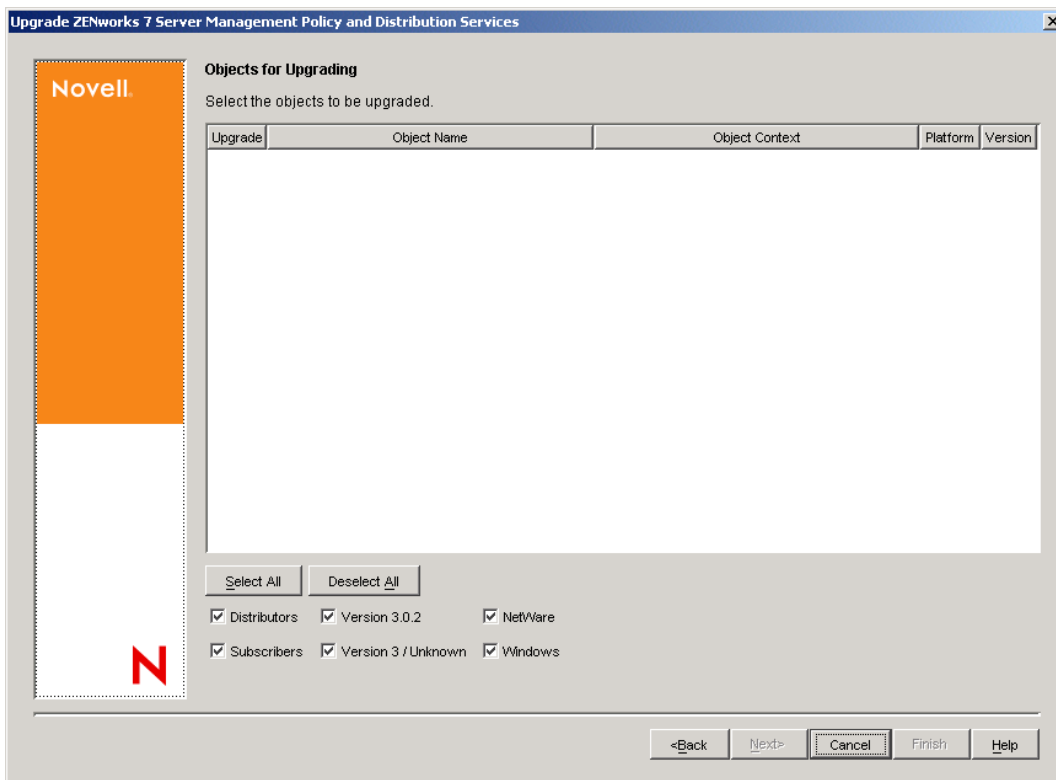 Upgrade ZENworks 7 Server Management Policy and Distribution Services
Novell.
Objects for Upgrading
Select the objects to be upgraded.
Upgrade Object Name Object Context Platform Version
Select All Deselect All
Distributors Version 3.0.2 NetWare
Subscribers Version 3 / Unknown Windows
N
<Back Next> Cancel Finish Help